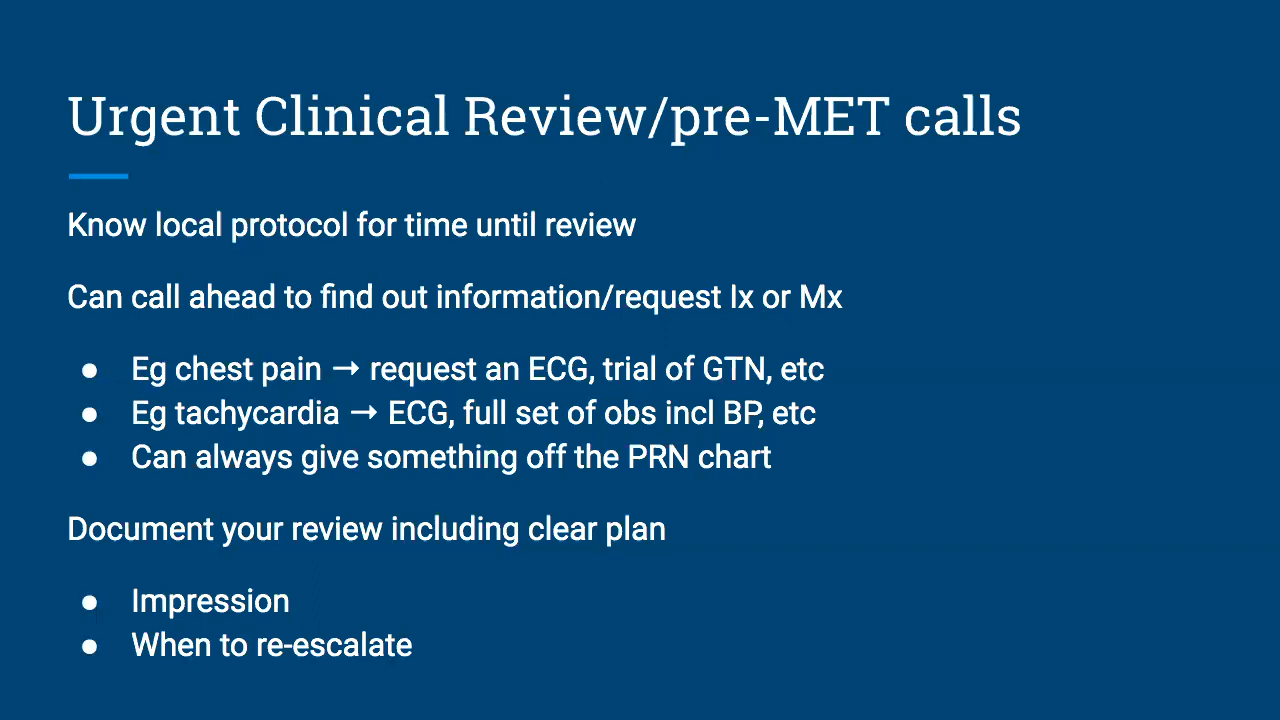 Urgent Clinical Review/pre-MET calls
Know local protocol for time until review
Can call ahead to find out information/request Ix or Mx
● Eg chest pain → request an ECG, trial of GTN, etc
● Eg tachycardia → ECG, full set of obs incl BP, etc
● Can always give something off the PRN chart
Document your review including clear plan
● Impression
● When to re-escalate